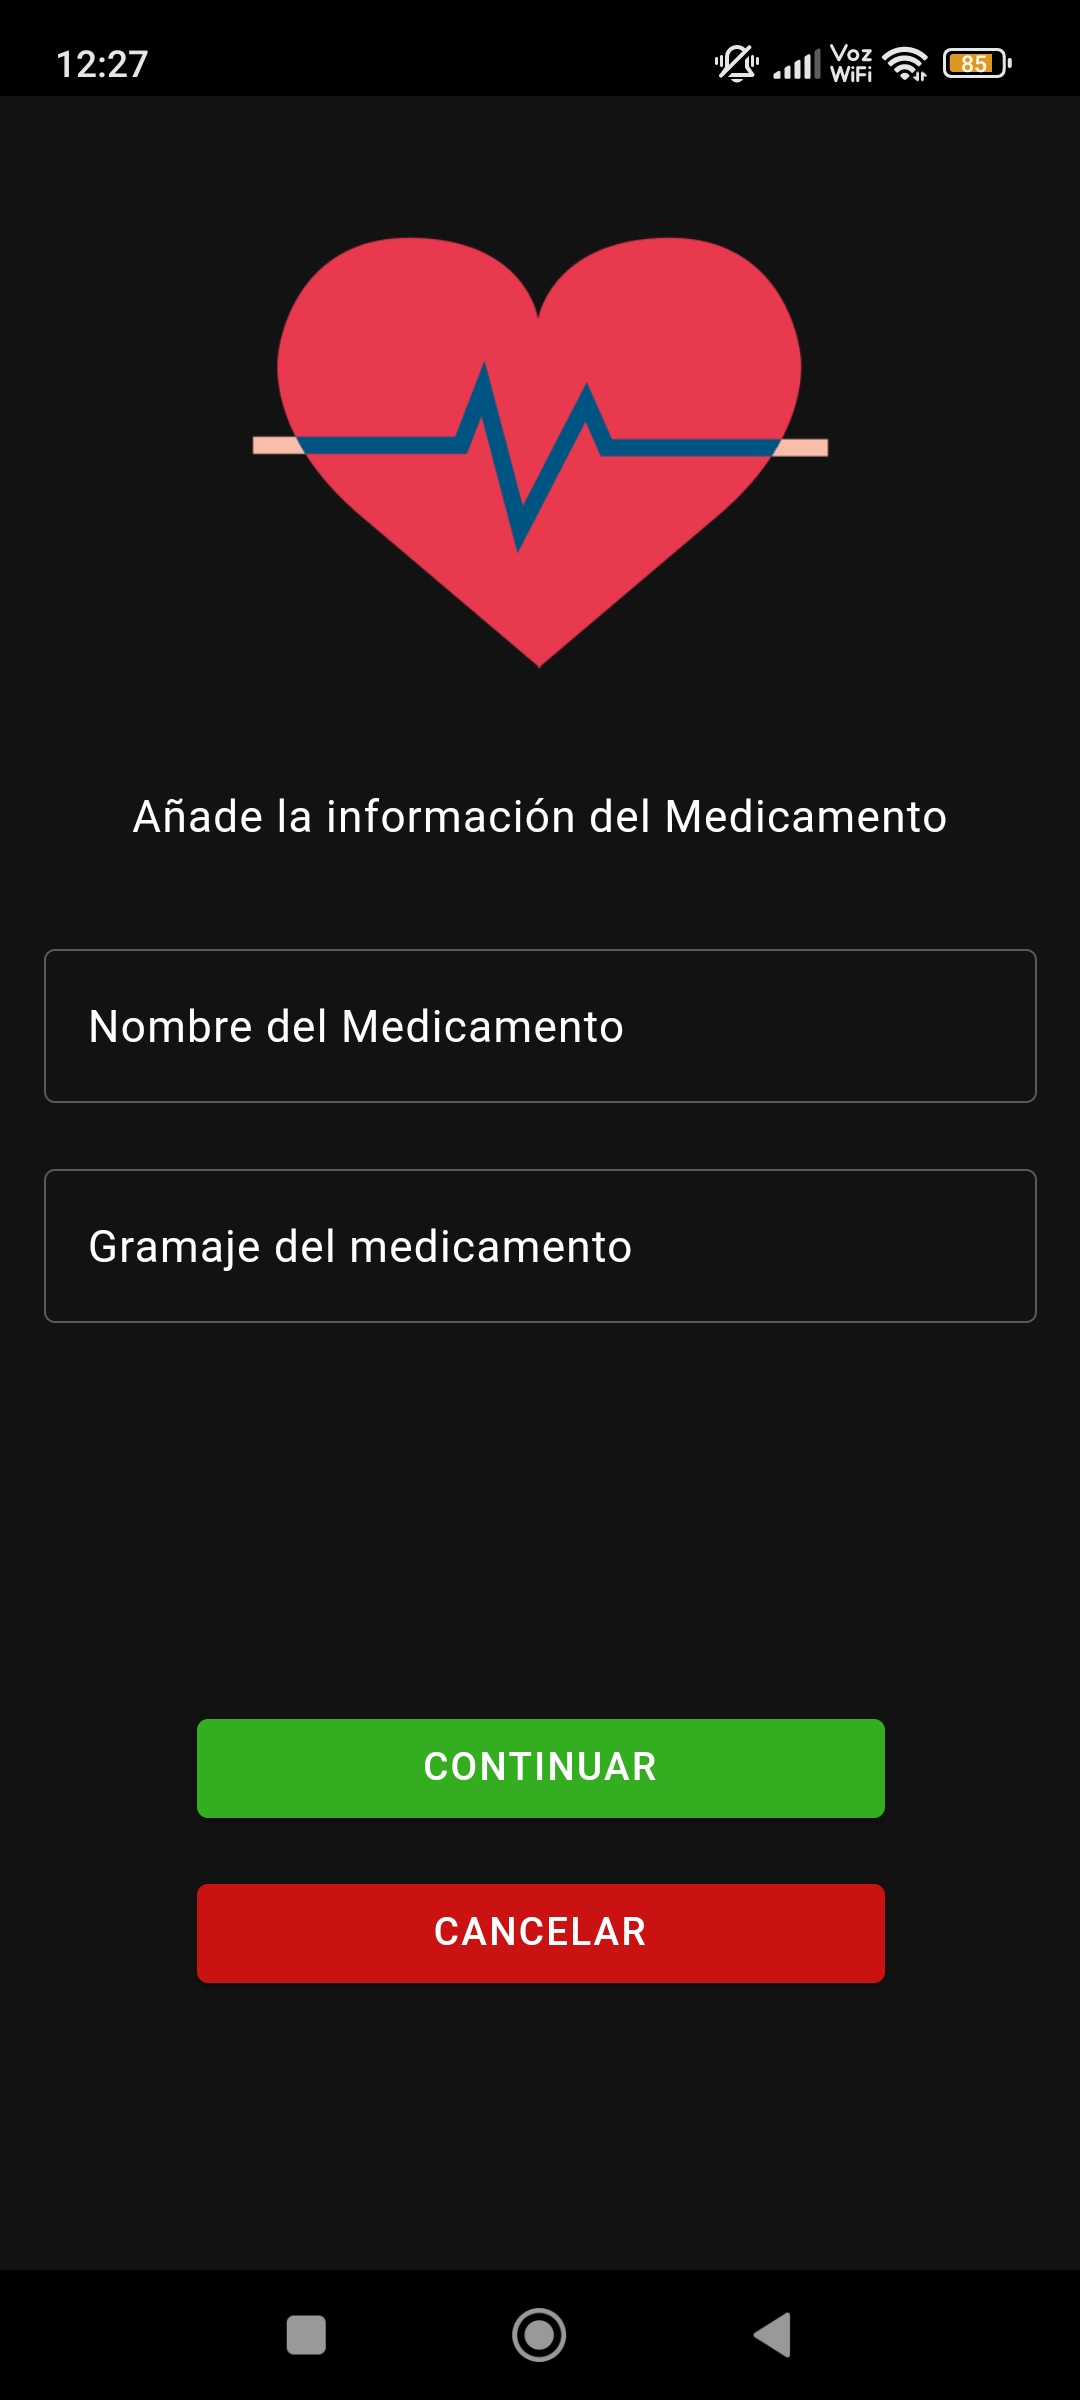 12:27
Voz
WiFi
85
Añade la información del Medicamento
Nombre del Medicamento
Gramaje del medicamento
CONTINUAR
CANCELAR